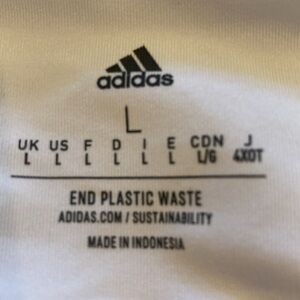 adidas
L
UK US F D I E CDN J
L L L L L L L/G 4XOT
END PLASTIC WASTE
ADIDAS.COM / SUSTAINABILITY
MADE IN INDONESIA